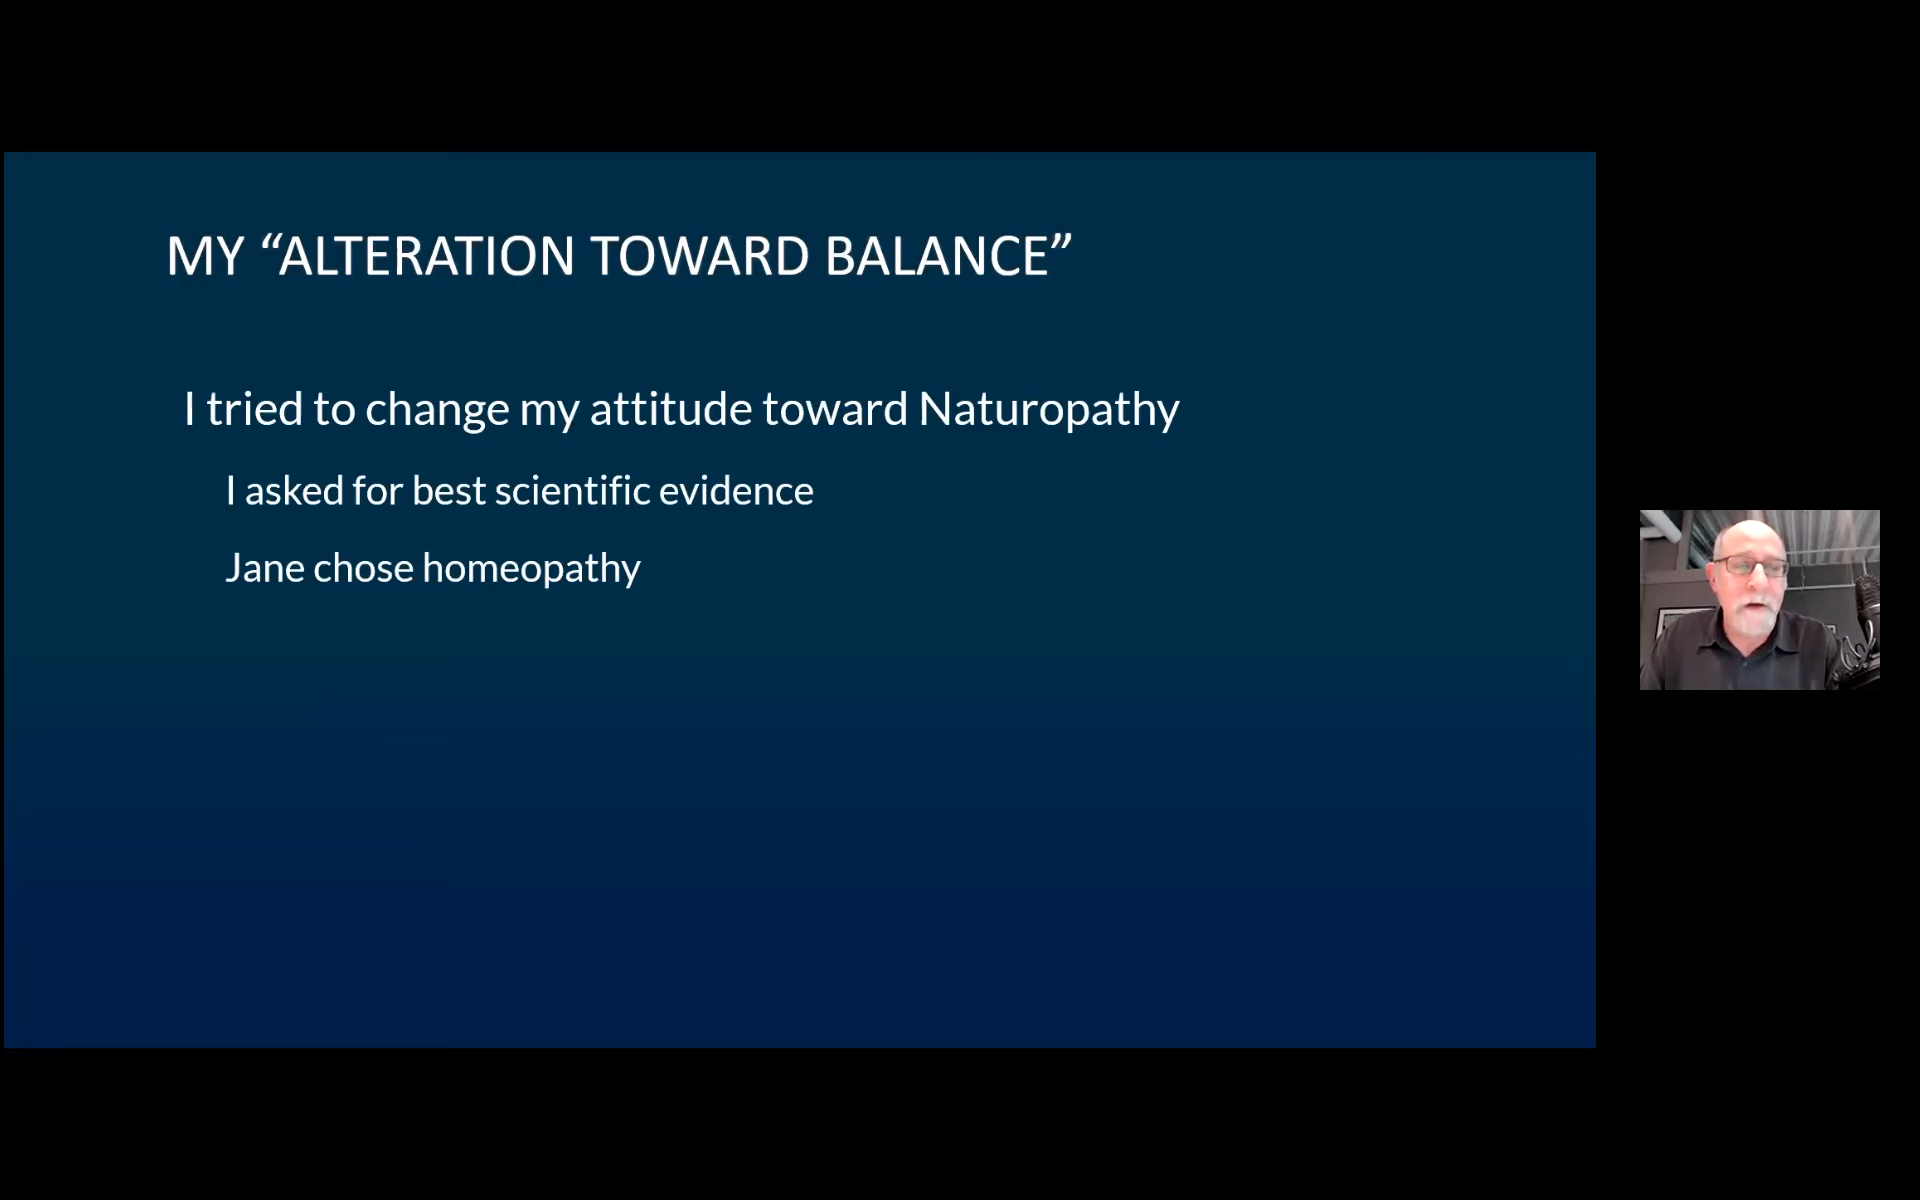 MY “ALTERATION TOWARD BALANCE”
I tried to change my attitude toward Naturopathy
I asked for best scientific evidence
Jane chose homeopathy